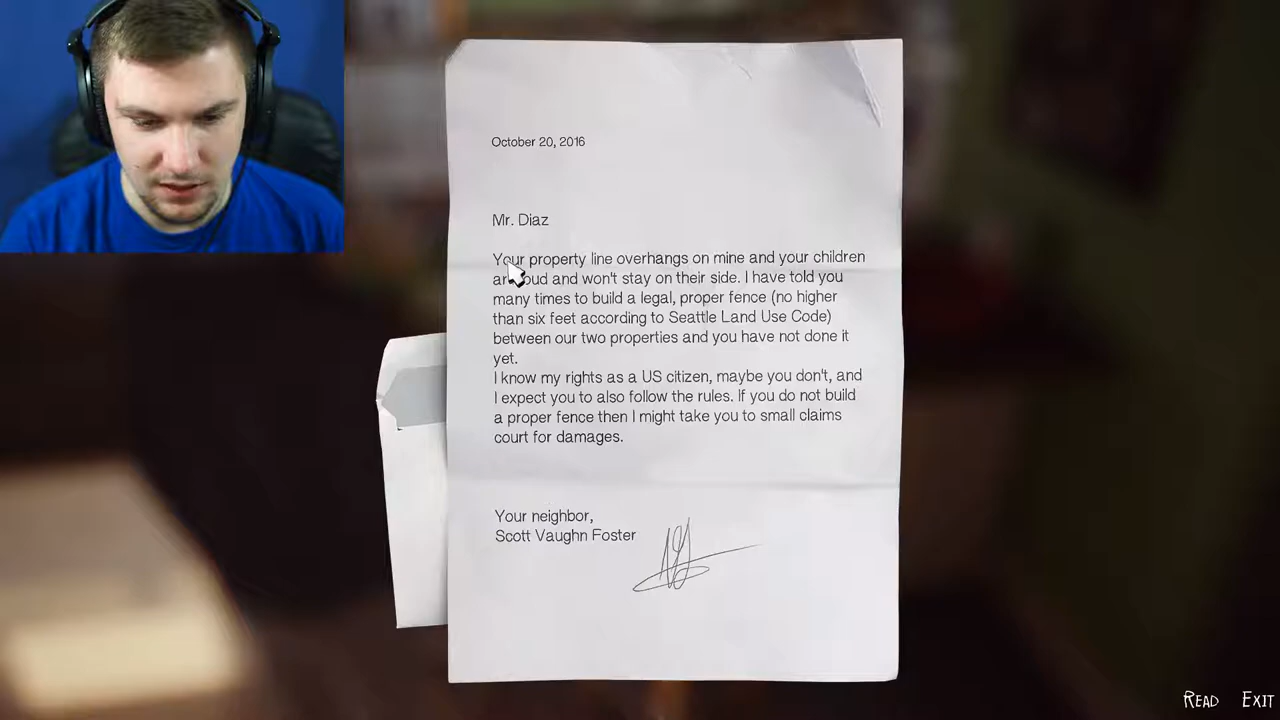 October 20, 2016
Mr. Diaz
Your property line overhangs on mine and your children
are loud and won't stay on their side. I have told you
many times to build a legal, proper fence (no higher
than six feet according to Seattle Land Use Code)
between our two properties and you have not done it
yet.
I know my rights as a US citizen, maybe you don't, and
I expect you to also follow the rules. If you do not build
a proper fence then I might take you to small claims
court for damages.
Your neighbor,
Scott Vaughn Foster
READ EXIT